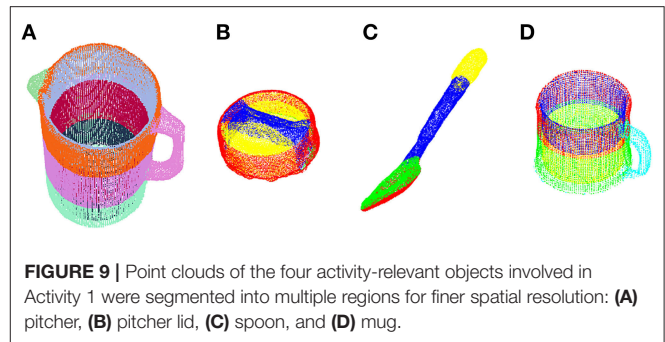 A B C D
FIGURE 9 | Point clouds of the four activity-relevant objects involved in
Activity 1 were segmented into multiple regions for finer spatial resolution: (A)
pitcher, (B) pitcher lid, (C) spoon, and (D) mug.